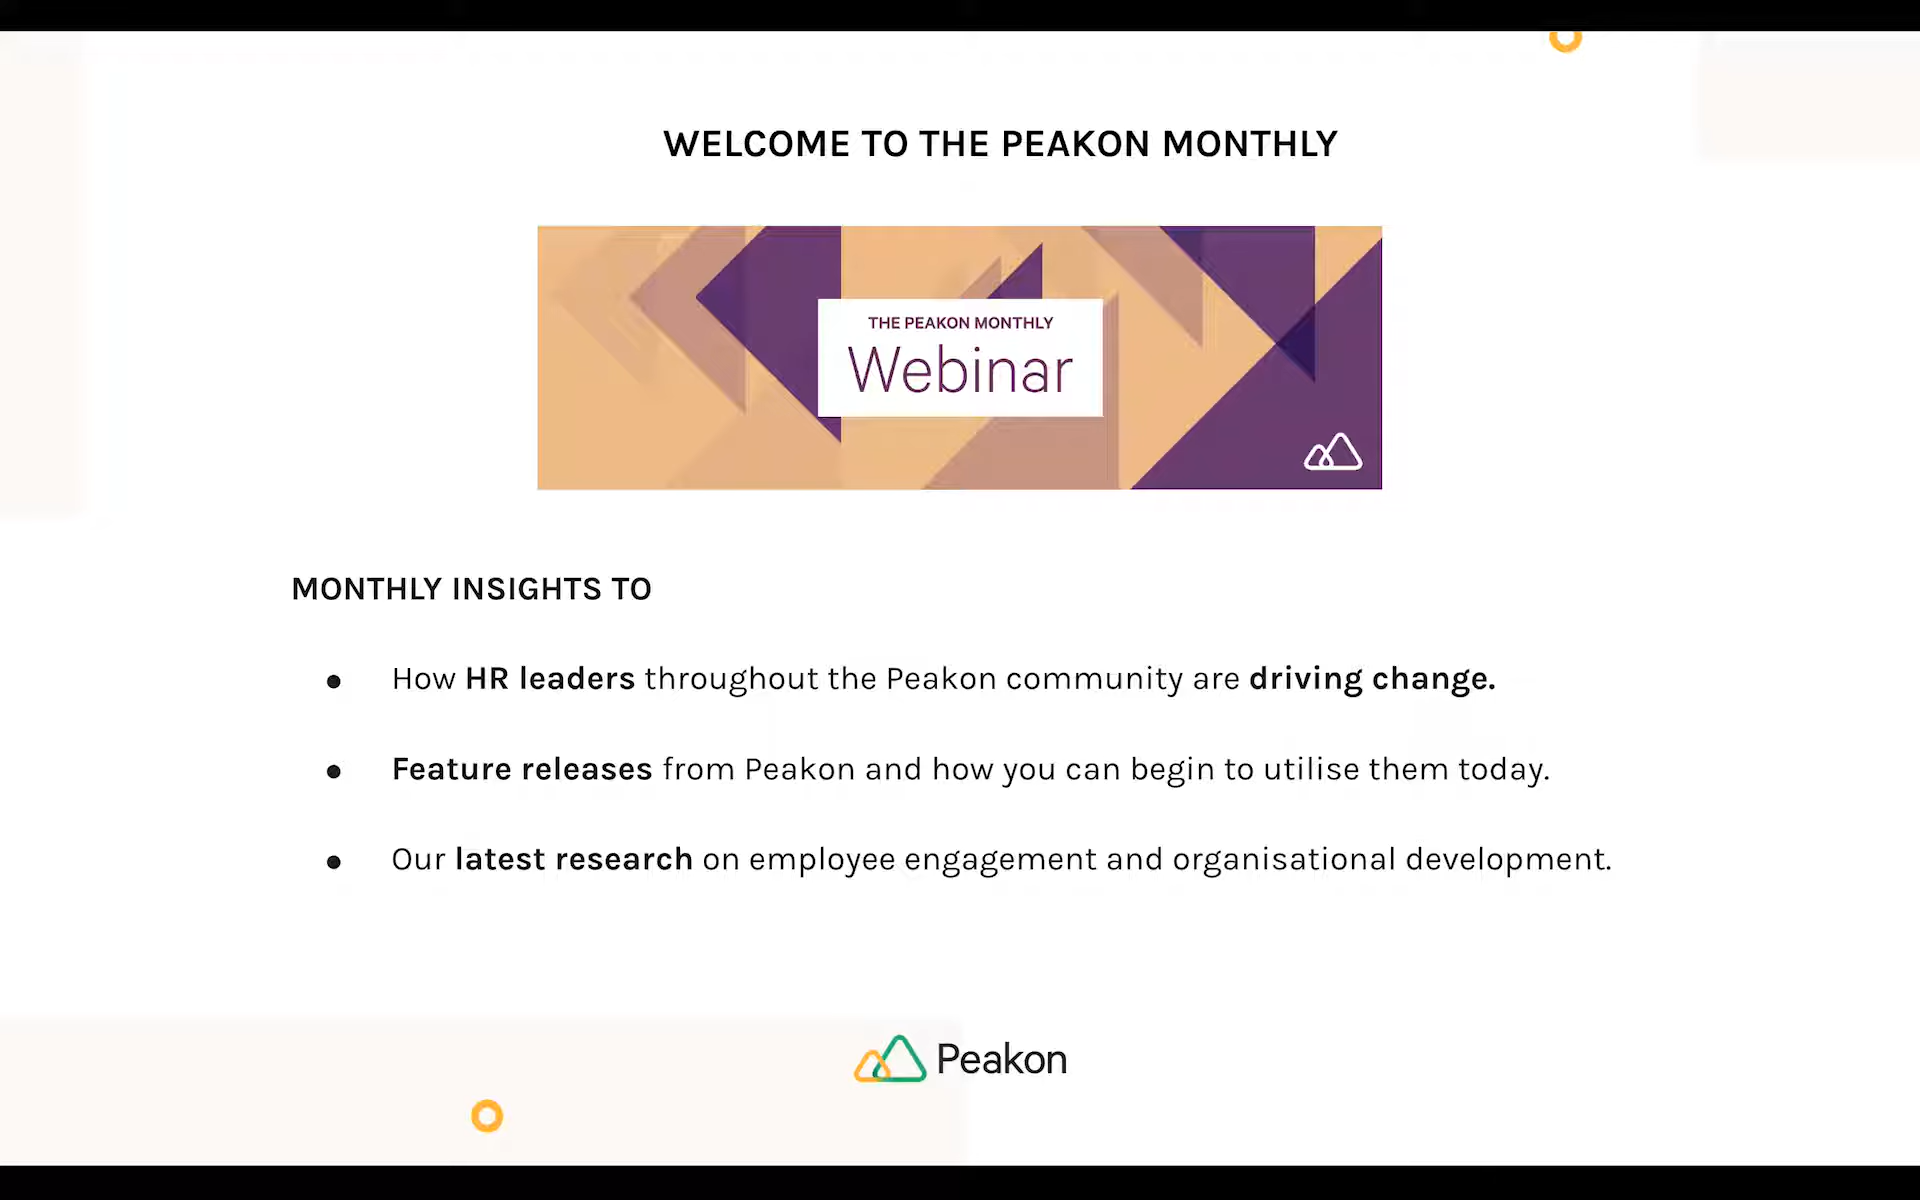 WELCOME TO THE PEAKON MONTHLY
THE PEAKON MONTHLY
Webinar
MONTHLY INSIGHTS TO
● How HR leaders throughout the Peakon community are driving change.
● Feature releases from Peakon and how you can begin to utilise them today.
● Our latest research on employee engagement and organisational development.
Peakon